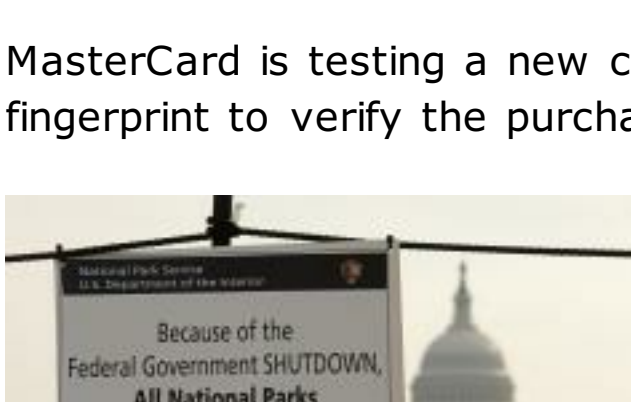 MasterCard is testing a new c
fingerprint to verify the purcha
National Park Service
U.S. Department of the Interior
Because of the
Federal Government SHUTDOWN,
All National Parks